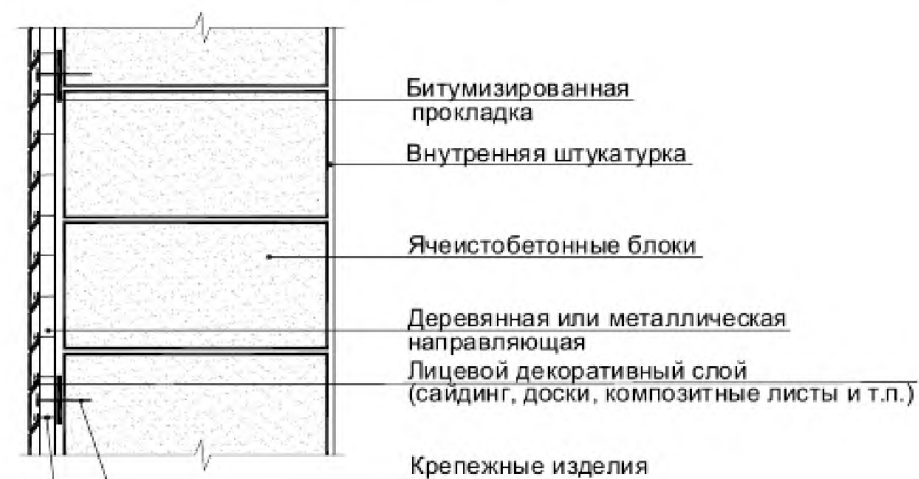 Битумизированная
прокладка
Внутренняя штукатурка
Ячеистобетонные блоки
Деревянная или металлическая
направляющая
Лицевой декоративный слой
(сайдинг, доски, композитные листы и т.п.)
Крепежные изделия